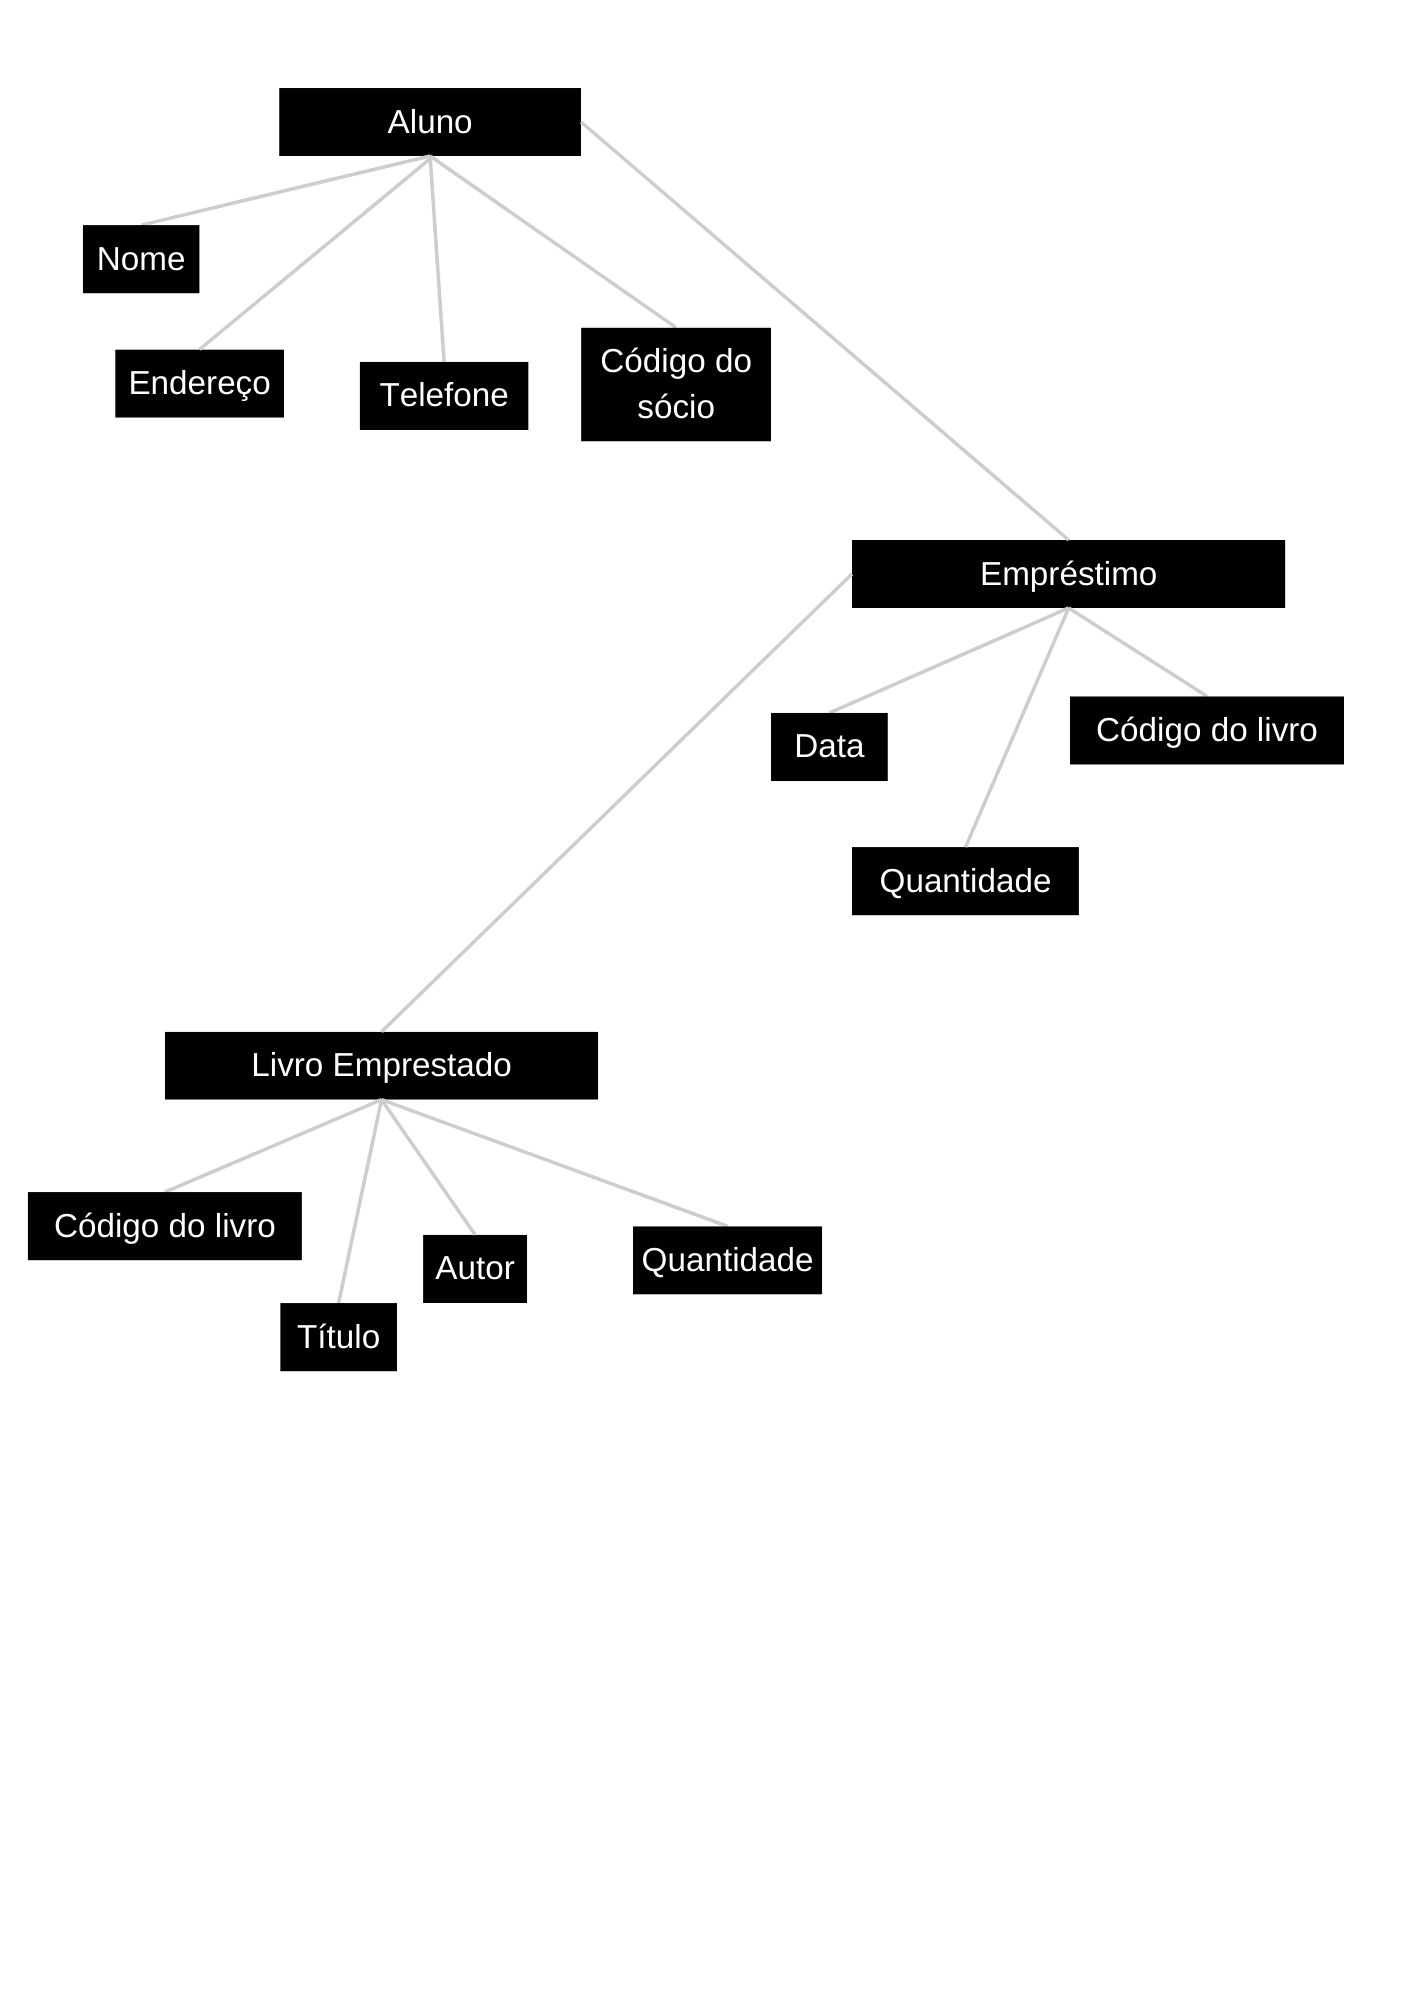 Aluno
Nome
Endereço
Telefone
Código do
sócio
Empréstimo
Data
Código do livro
Quantidade
Livro Emprestado
Código do livro
Título
Autor
Quantidade